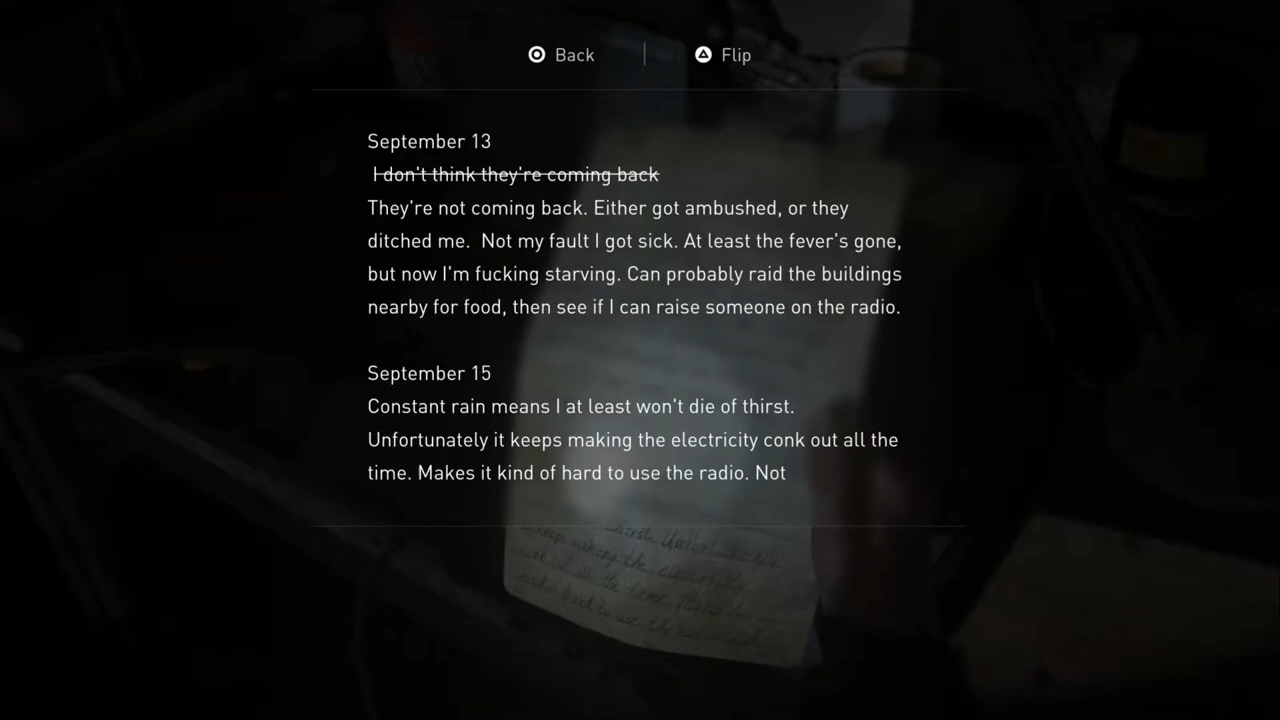 Back | Flip
September 13
I don't think they're coming back
They're not coming back. Either got ambushed, or they
ditched me. Not my fault I got sick. At least the fever's gone,
but now I'm fucking starving. Can probably raid the buildings
nearby for food, then see if I can raise someone on the radio.
September 15
Constant rain means I at least won't die of thirst.
Unfortunately it keeps making the electricity conk out all the
time. Makes it kind of hard to use the radio. Not